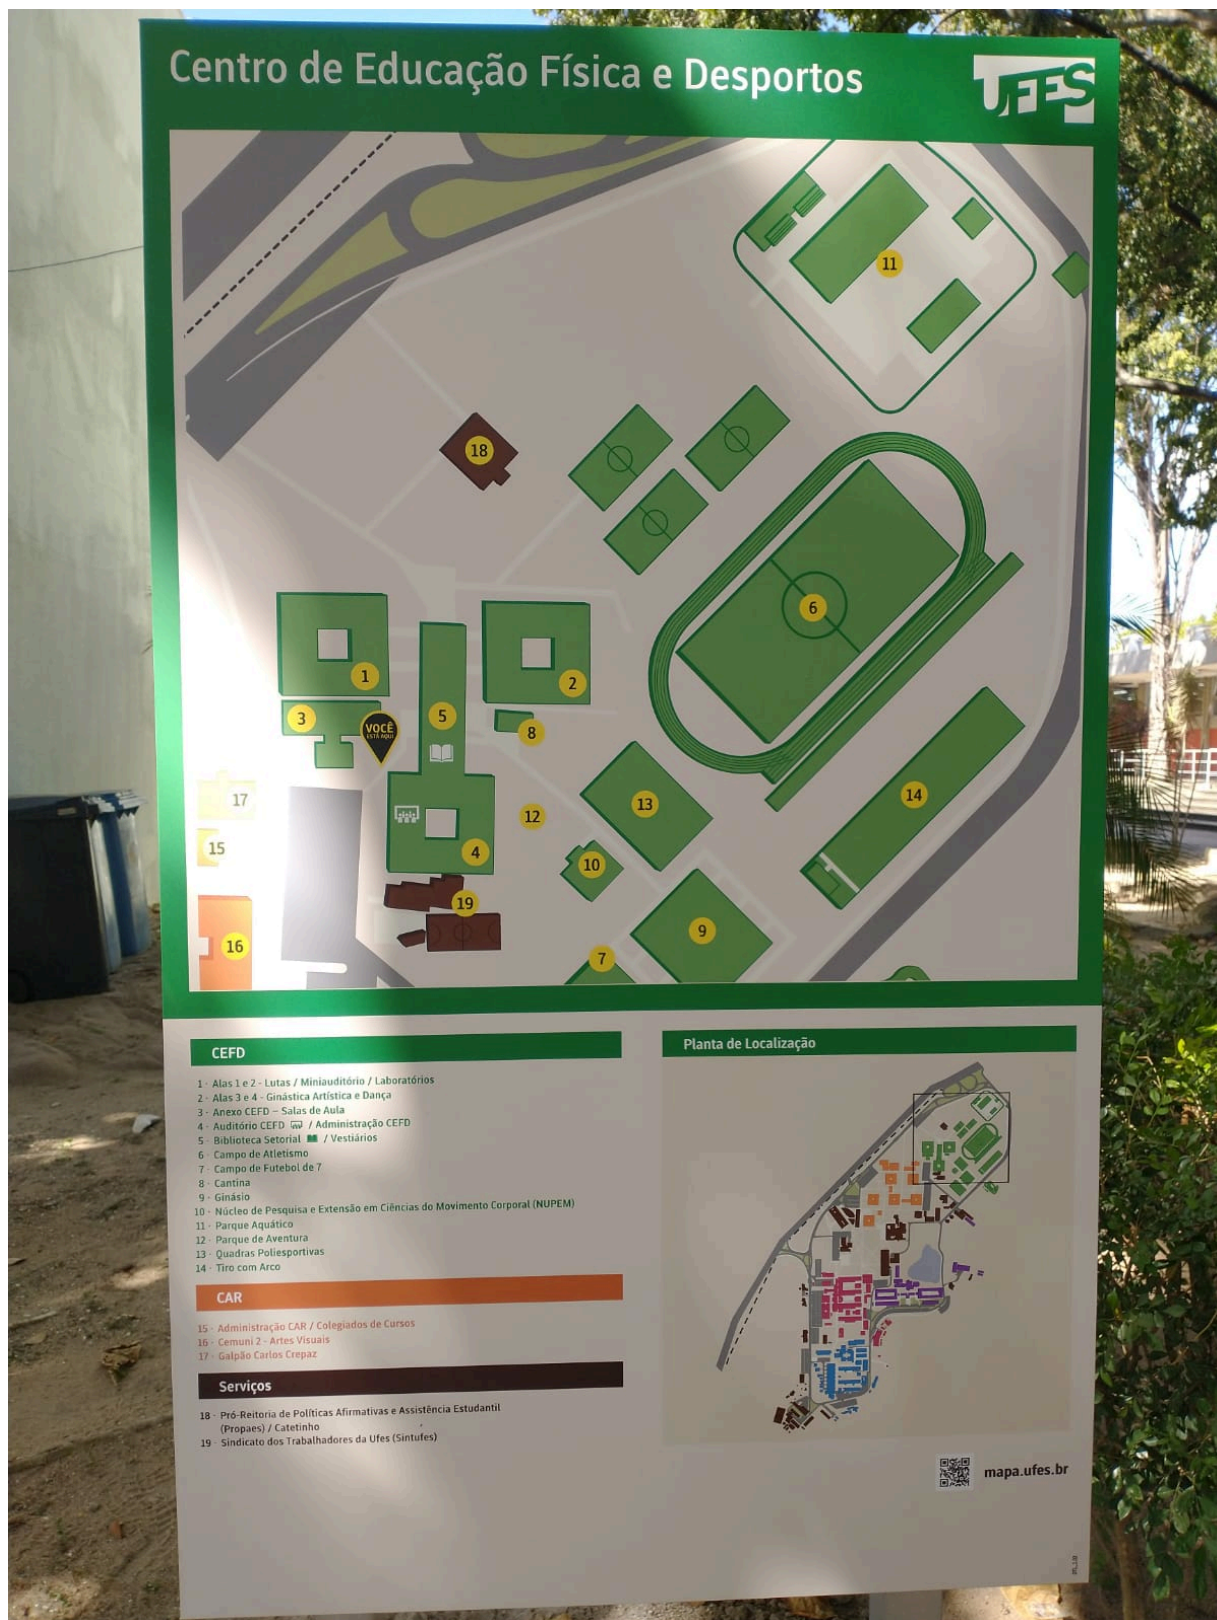 Centro de Educação Física e Desportos
UFES
11
18
6
1
2
3
VOCÊ
ESTÁ AQUI
5
8
17
13
14
12
15
4
10
19
16
9
7
CEFD
1 · Alas 1 e 2 - Lutas / Miniauditório / Laboratórios
2 · Alas 3 e 4 - Ginástica Artística e Dança
3 · Anexo CEFD – Salas de Aula
4 · Auditório CEFD / Administração CEFD
5 · Biblioteca Setorial / Vestiários
6 · Campo de Atletismo
7 · Campo de Futebol de 7
8 · Cantina
9 · Ginásio
10 · Núcleo de Pesquisa e Extensão em Ciências do Movimento Corporal (NUPEM)
11 · Parque Aquático
12 · Parque de Aventura
13 · Quadras Poliesportivas
14 · Tiro com Arco
CAR
15 · Administração CAR / Colegiados de Cursos
16 · Cemuni 2 - Artes Visuais
17 · Galpão Carlos Crepaz
Serviços
18 · Pró-Reitoria de Políticas Afirmativas e Assistência Estudantil
(Propaes) / Catetinho
19 · Sindicato dos Trabalhadores da Ufes (Sintufes)
Planta de Localização
mapa.ufes.br